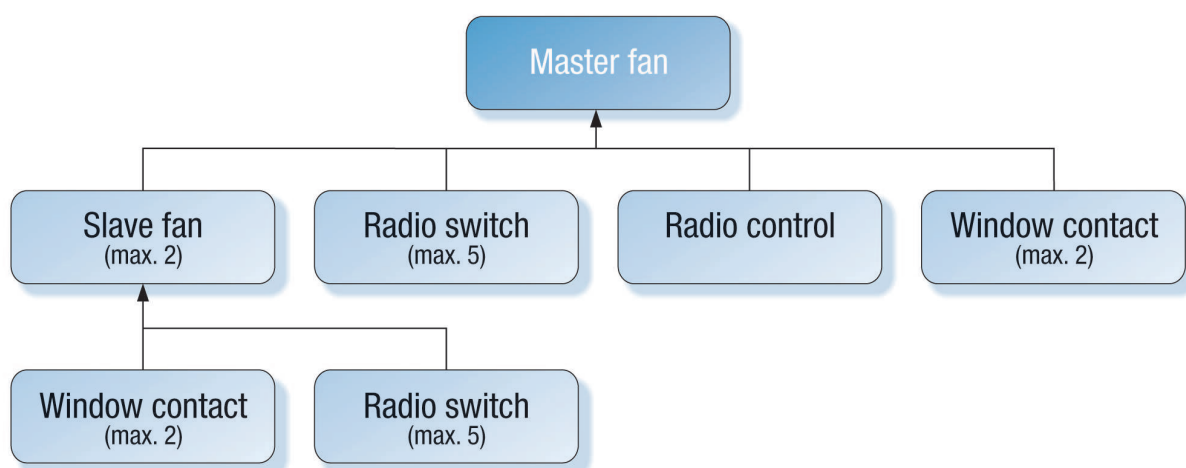 Master fan
Slave fan
(max. 2)
Radio switch
(max. 5)
Radio control
Window contact
(max. 2)
Window contact
(max. 2)
Radio switch
(max. 5)